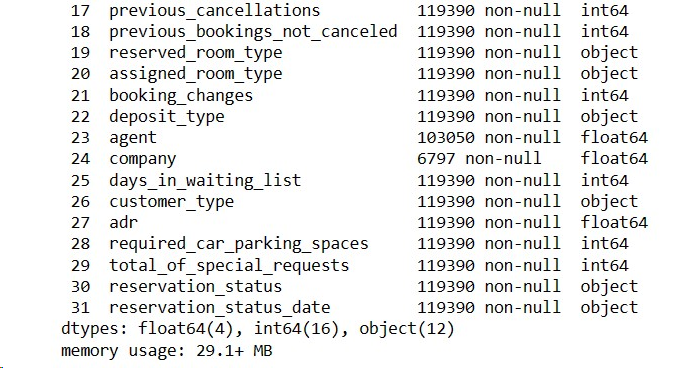 17 previous_cancellations 119390 non-null int64
18 previous_bookings_not_canceled 119390 non-null int64
19 reserved_room_type 119390 non-null object
20 assigned_room_type 119390 non-null object
21 booking_changes 119390 non-null int64
22 deposit_type 119390 non-null object
23 agent 103050 non-null float64
24 company 6797 non-null float64
25 days_in_waiting_list 119390 non-null int64
26 customer_type 119390 non-null object
27 adr 119390 non-null float64
28 required_car_parking_spaces 119390 non-null int64
29 total_of_special_requests 119390 non-null int64
30 reservation_status 119390 non-null object
31 reservation_status_date 119390 non-null object
dtypes: float64(4), int64(16), object(12)
memory usage: 29.1+ MB